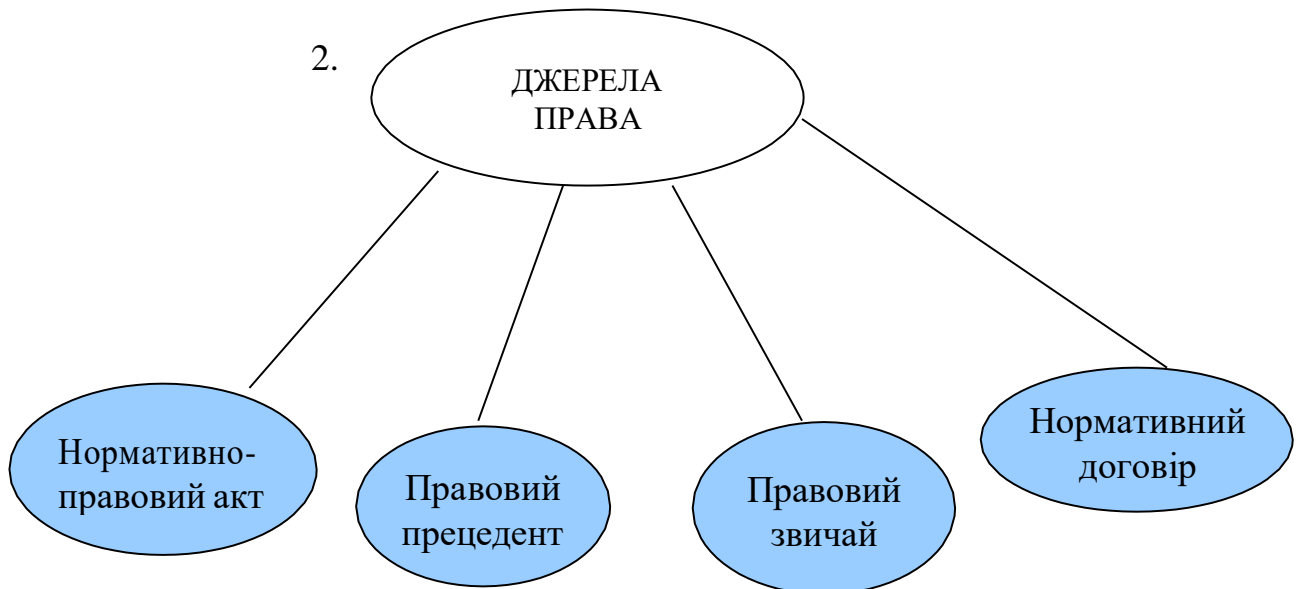 2.
ДЖЕРЕЛА
ПРАВА
Нормативно-
правовий акт
Правовий
прецедент
Правовий
звичай
Нормативний
договір